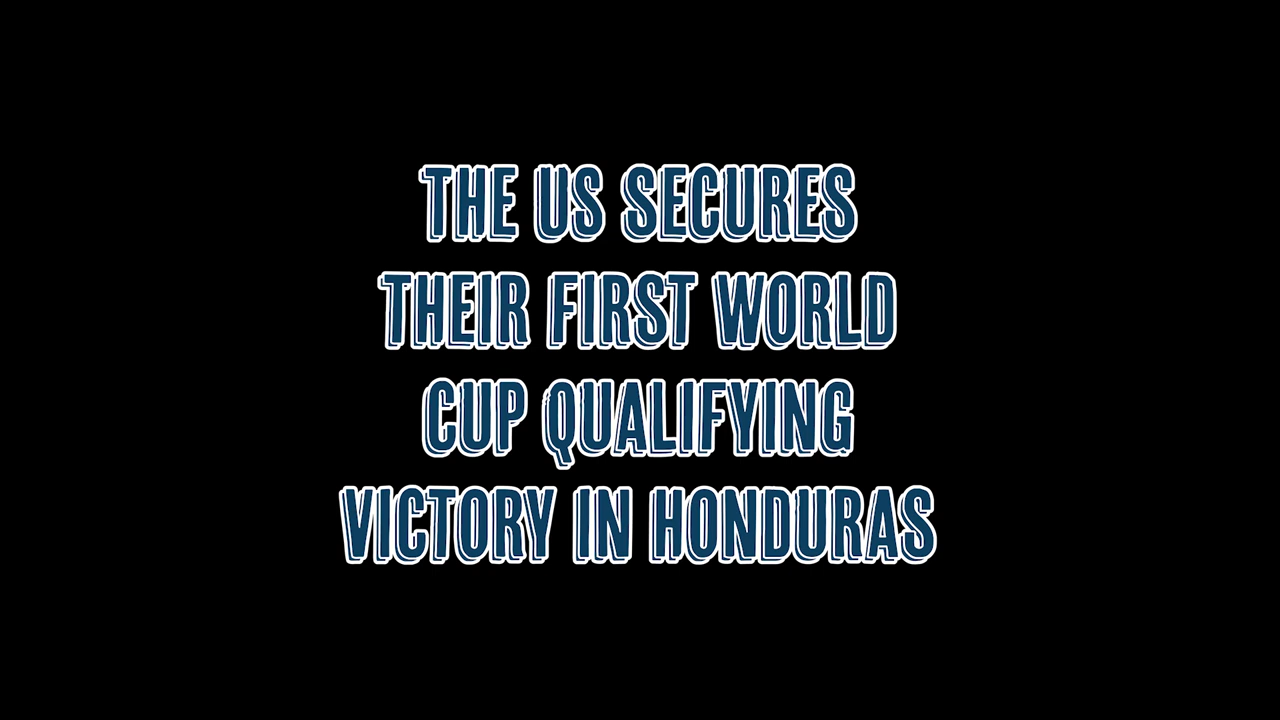 THE US SECURES
THEIR FIRST WORLD
CUP QUALIFYING
VICTORY IN HONDURAS